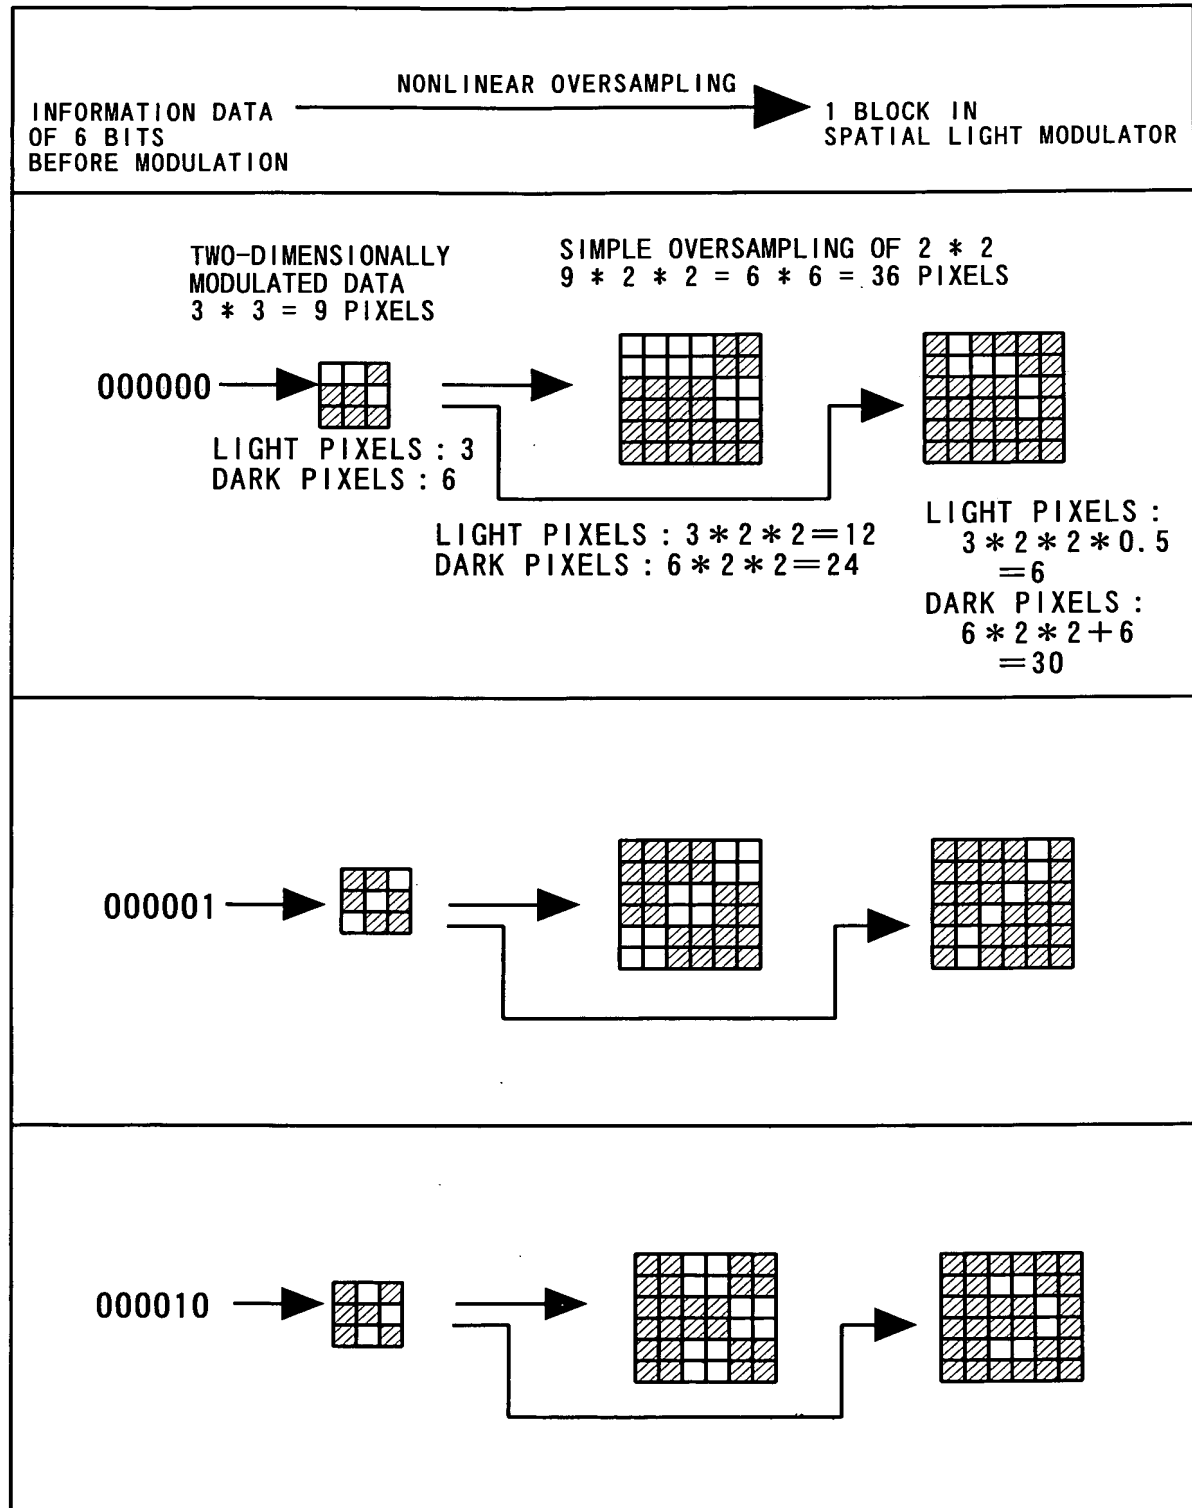 NONLINEAR OVERSAMPLING
INFORMATION DATA
OF 6 BITS
BEFORE MODULATION
1 BLOCK IN
SPATIAL LIGHT MODULATOR
TWO-DIMENSIONALLY
MODULATED DATA
3 * 3 = 9 PIXELS
SIMPLE OVERSAMPLING OF 2 * 2
9 * 2 * 2 = 6 * 6 = 36 PIXELS
000000
LIGHT PIXELS : 3
DARK PIXELS : 6
LIGHT PIXELS : 3 * 2 * 2 = 12
DARK PIXELS : 6 * 2 * 2 = 24
LIGHT PIXELS :
3 * 2 * 2 * 0.5
= 6
DARK PIXELS :
6 * 2 * 2 + 6
= 30
000001
000010